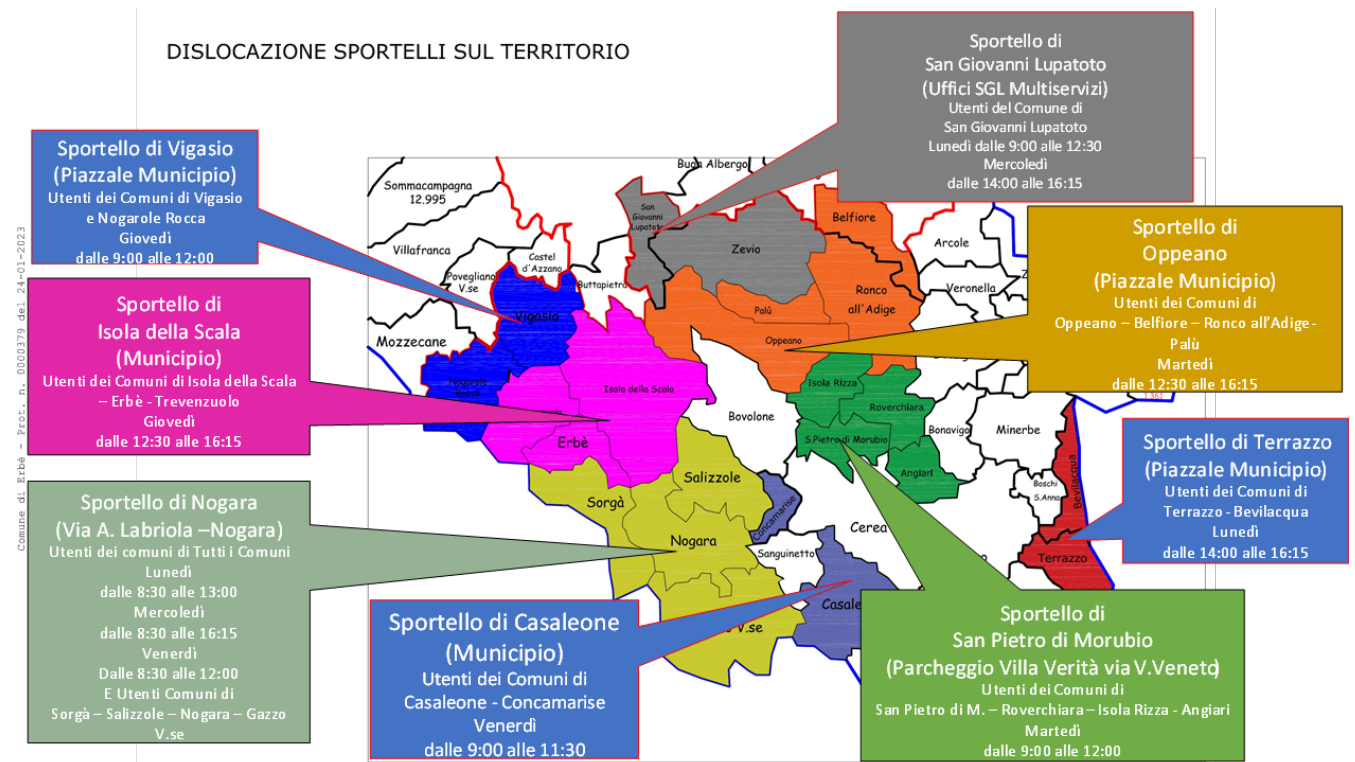 DISLOCAZIONE SPORTELLI SUL TERRITORIO
Sportello di
San Giovanni Lupatoto
(Uffici SGL Multiservizi)
Utenti del Comune di
San Giovanni Lupatoto
Lunedì dalle 9:00 alle 12:30
Mercoledì
dalle 14:00 alle 16:15
Sportello di Vigasio
(Piazzale Municipio)
Utenti dei Comuni di Vigasio
e Nogarole Rocca
Giovedì
dalle 9:00 alle 12:00
Sportello di
Isola della Scala
(Municipio)
Utenti dei Comuni di Isola della Scala
– Erbè - Trevenzuolo
Giovedì
dalle 12:30 alle 16:15
Sportello di Nogara
(Via A. Labriola –Nogara)
Utenti dei comuni di Tutti i Comuni
Lunedì
dalle 8:30 alle 13:00
Mercoledì
dalle 8:30 alle 16:15
Venerdì
Dalle 8:30 alle 12:00
E Utenti Comuni di
Sorgà – Salizzole – Nogara – Gazzo
V.se
Sportello di Casaleone
(Municipio)
Utenti dei Comuni di
Casaleone - Concamarise
Venerdì
dalle 9:00 alle 11:30
Sportello di
San Pietro di Morubio
(Parcheggio Villa Verità via V.Veneto)
Utenti dei Comuni di
San Pietro di M. – Roverchiara – Isola Rizza - Angiari
Martedì
dalle 9:00 alle 12:00
Sportello di Terrazzo
(Piazzale Municipio)
Utenti dei Comuni di
Terrazzo - Bevilacqua
Lunedì
dalle 14:00 alle 16:15
Sportello di
Oppeano
(Piazzale Municipio)
Utenti dei Comuni di
Oppeano – Belfiore – Ronco all’Adige-
Palù
Martedì
dalle 12:30 alle 16:15
Comune di Erbè - Prot. n. 0000379 del 24-01-2023
Sommacampagna
12.995
Villafranca
Povegliano
V.se
Castel
d'Azzano
Buttapietra
Mozzecane
Vigasio
Nogarole
Rocca
Isola della Scala
Erbè
San
Giovanni
Lupatot
Zevio
Belfiore
Arcole
Veronella
Ronco
all'Adige
Palù
Oppeano
Isola Rizza
Roverchiara
Bovolone
S.Pietro di Morubio
Bonavigo
Minerbe
Angiari
Boschi
S.Anna
Bevilacqua
Terrazzo
Salizzole
Sorgà
Nogara
Concamarise
Cerea
Sanguinetto
Casale
V.se